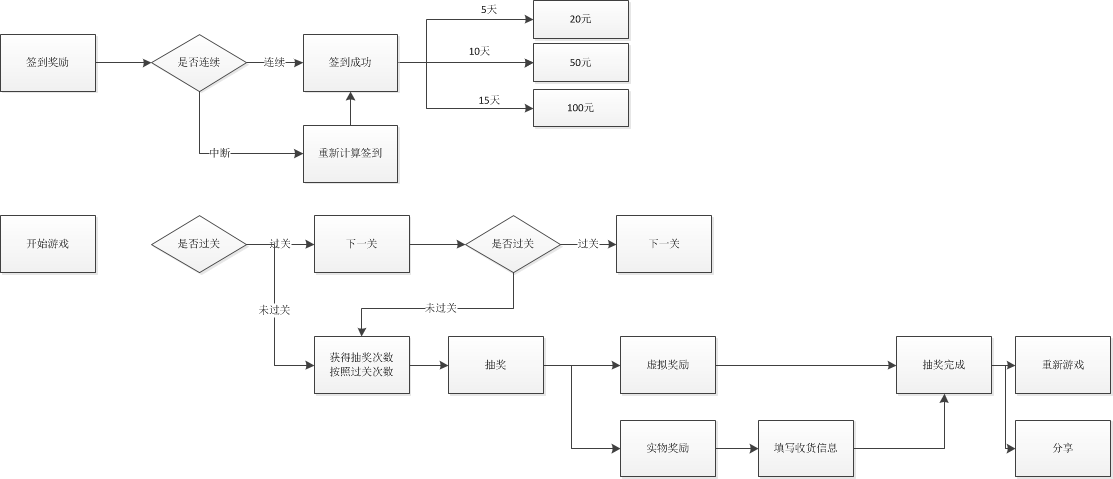 5天
20元
签到奖励
是否连续
连续
签到成功
10天
50元
15天
100元
中断
重新计算签到
开始游戏
是否过关
过关
下一关
是否过关
过关
下一关
未过关
未过关
获得抽奖次数
按照过关次数
抽奖
虚拟奖励
抽奖完成
重新游戏
实物奖励
填写收货信息
分享